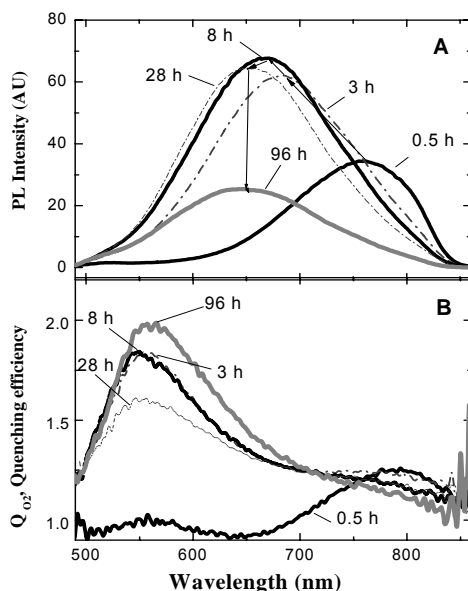 A
8 h
28 h
3 h
0.5 h
96 h
PL Intensity (AU)
80
60
40
20
0
B
96 h
8 h
3 h
28 h
0.5 h
Q O2, Quenching efficiency
2.0
1.5
1.0
500 600 700 800
Wavelength (nm)